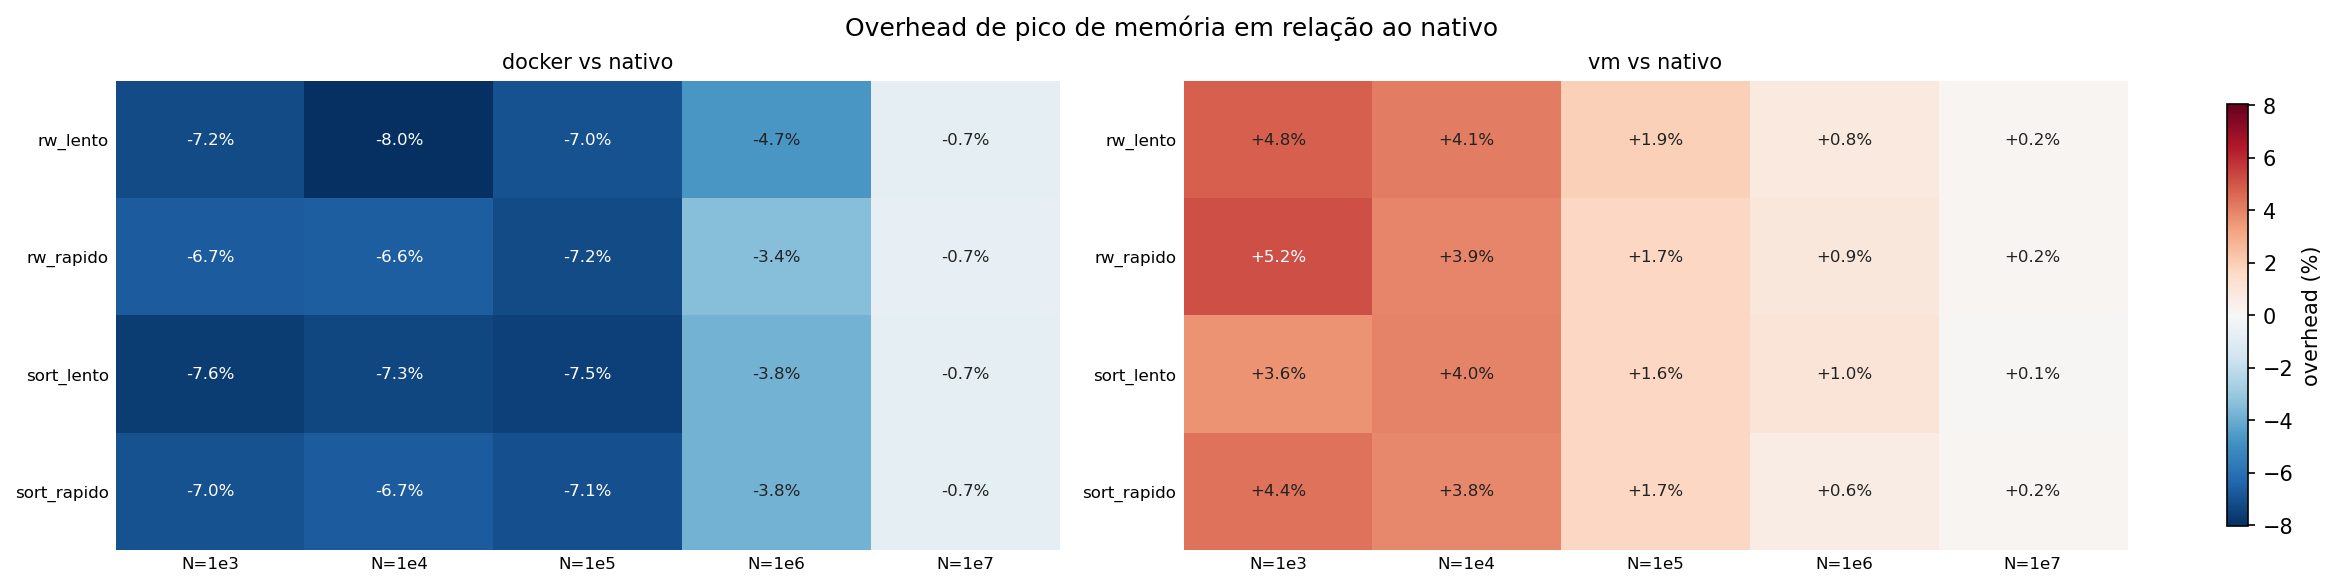 Overhead de pico de memória em relação ao nativo
docker vs nativo
rw_lento -7.2% -8.0% -7.0% -4.7% -0.7%
rw_rapido -6.7% -6.6% -7.2% -3.4% -0.7%
sort_lento -7.6% -7.3% -7.5% -3.8% -0.7%
sort_rapido -7.0% -6.7% -7.1% -3.8% -0.7%
N=1e3 N=1e4 N=1e5 N=1e6 N=1e7
vm vs nativo
rw_lento +4.8% +4.1% +1.9% +0.8% +0.2%
rw_rapido +5.2% +3.9% +1.7% +0.9% +0.2%
sort_lento +3.6% +4.0% +1.6% +1.0% +0.1%
sort_rapido +4.4% +3.8% +1.7% +0.6% +0.2%
N=1e3 N=1e4 N=1e5 N=1e6 N=1e7
8
6
4
2
0
−2
−4
−6
−8
overhead (%)